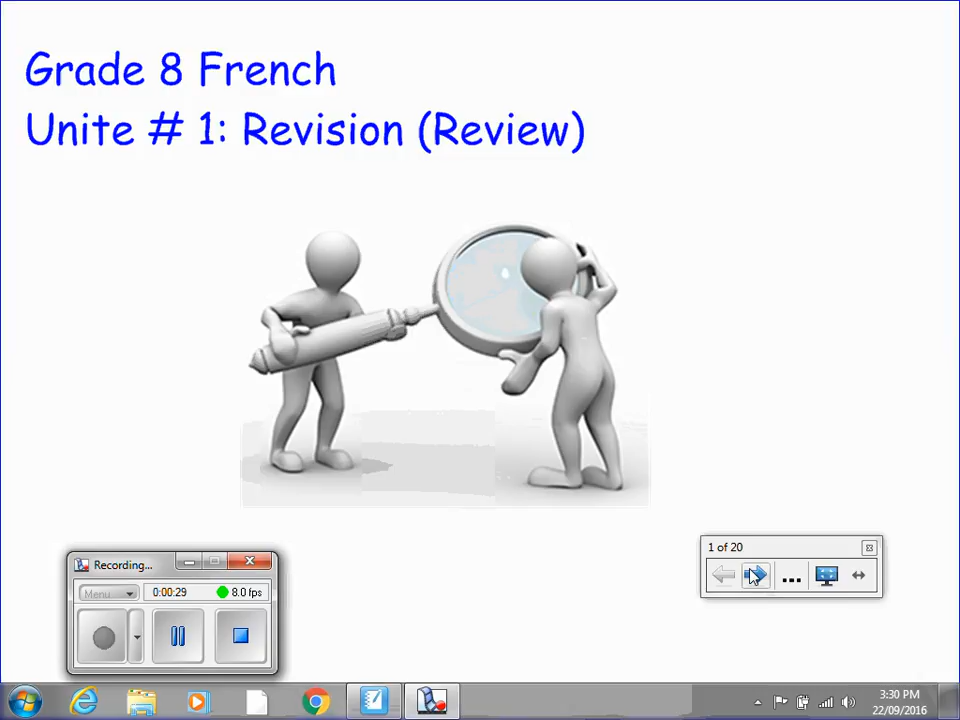 Grade 8 French
Unite # 1: Revision (Review)
Recording...
Menu
0:00:29
8.0 fps
1 of 20
...
3:30 PM
22/09/2016